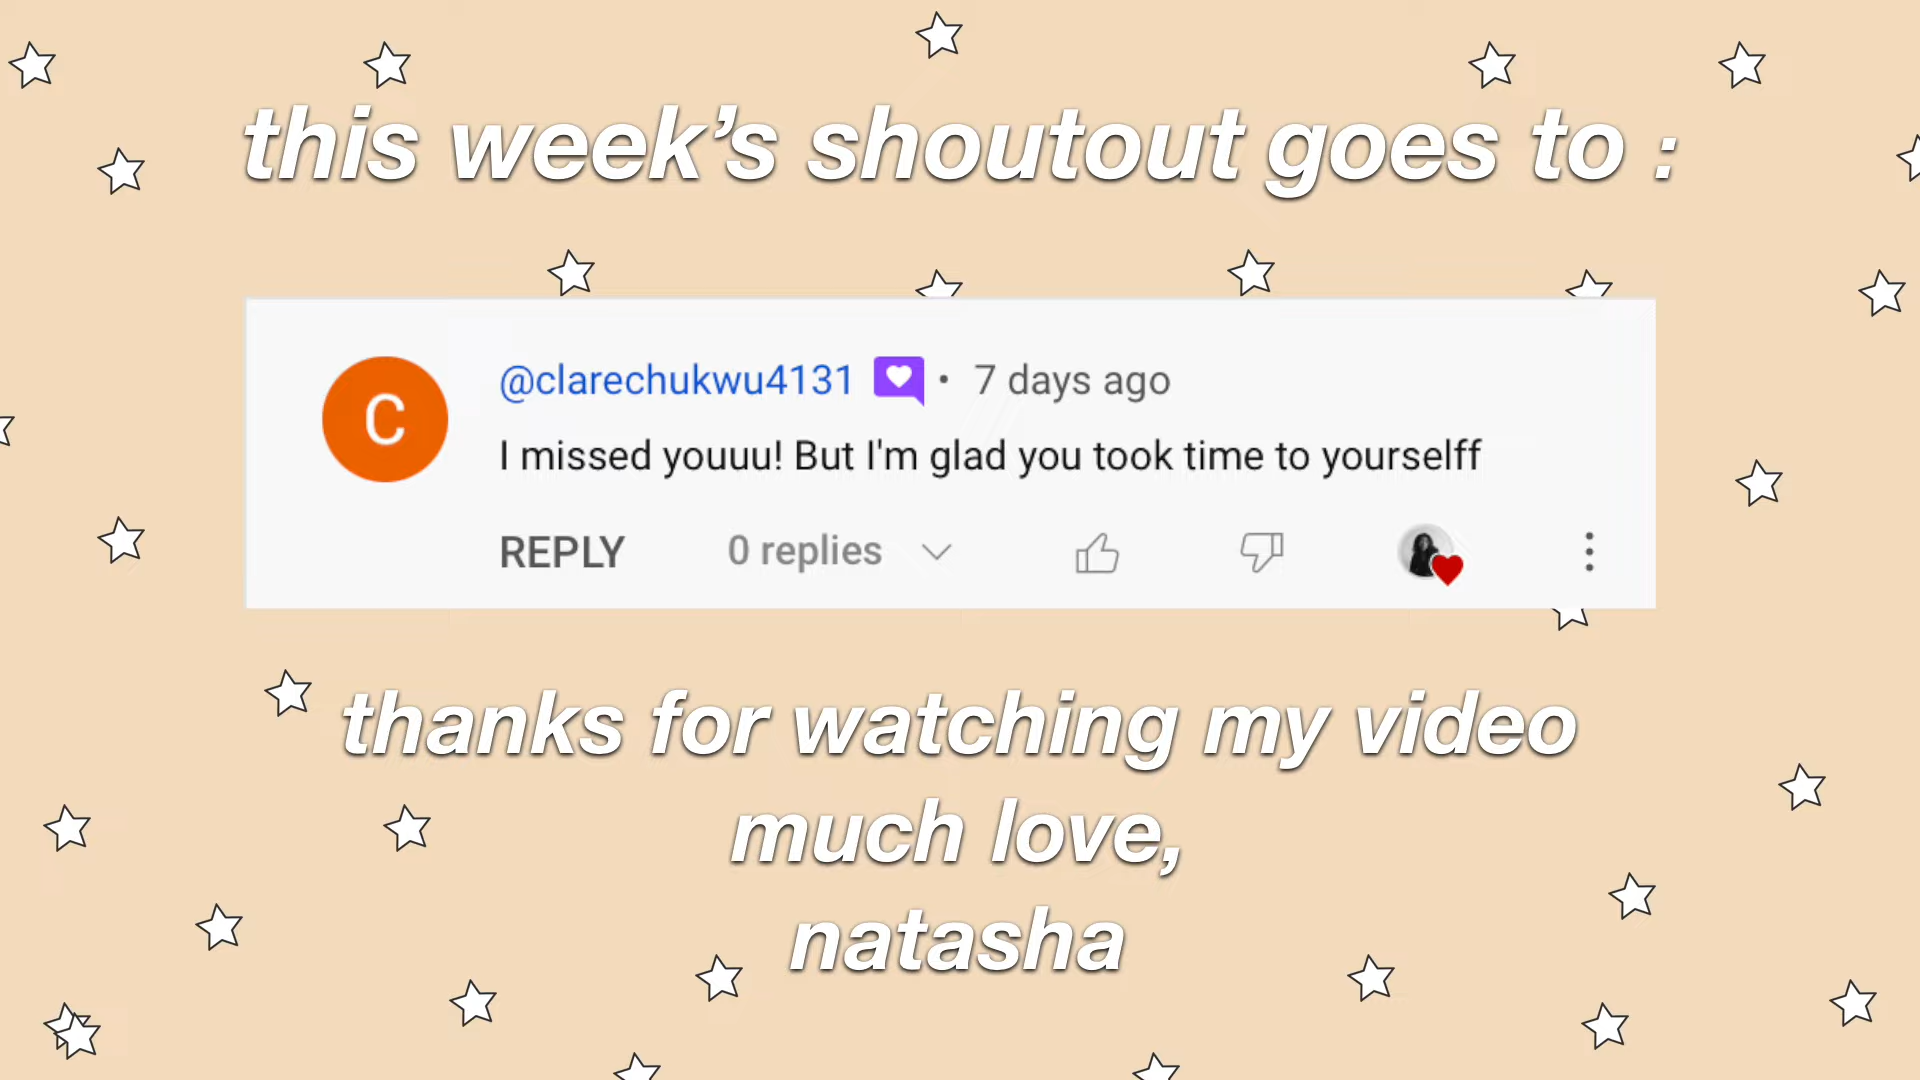 this week’s shoutout goes to :
C
@clarechukwu4131 • 7 days ago
I missed youuu! But I'm glad you took time to yourselff
REPLY 0 replies
thanks for watching my video
much love,
natasha